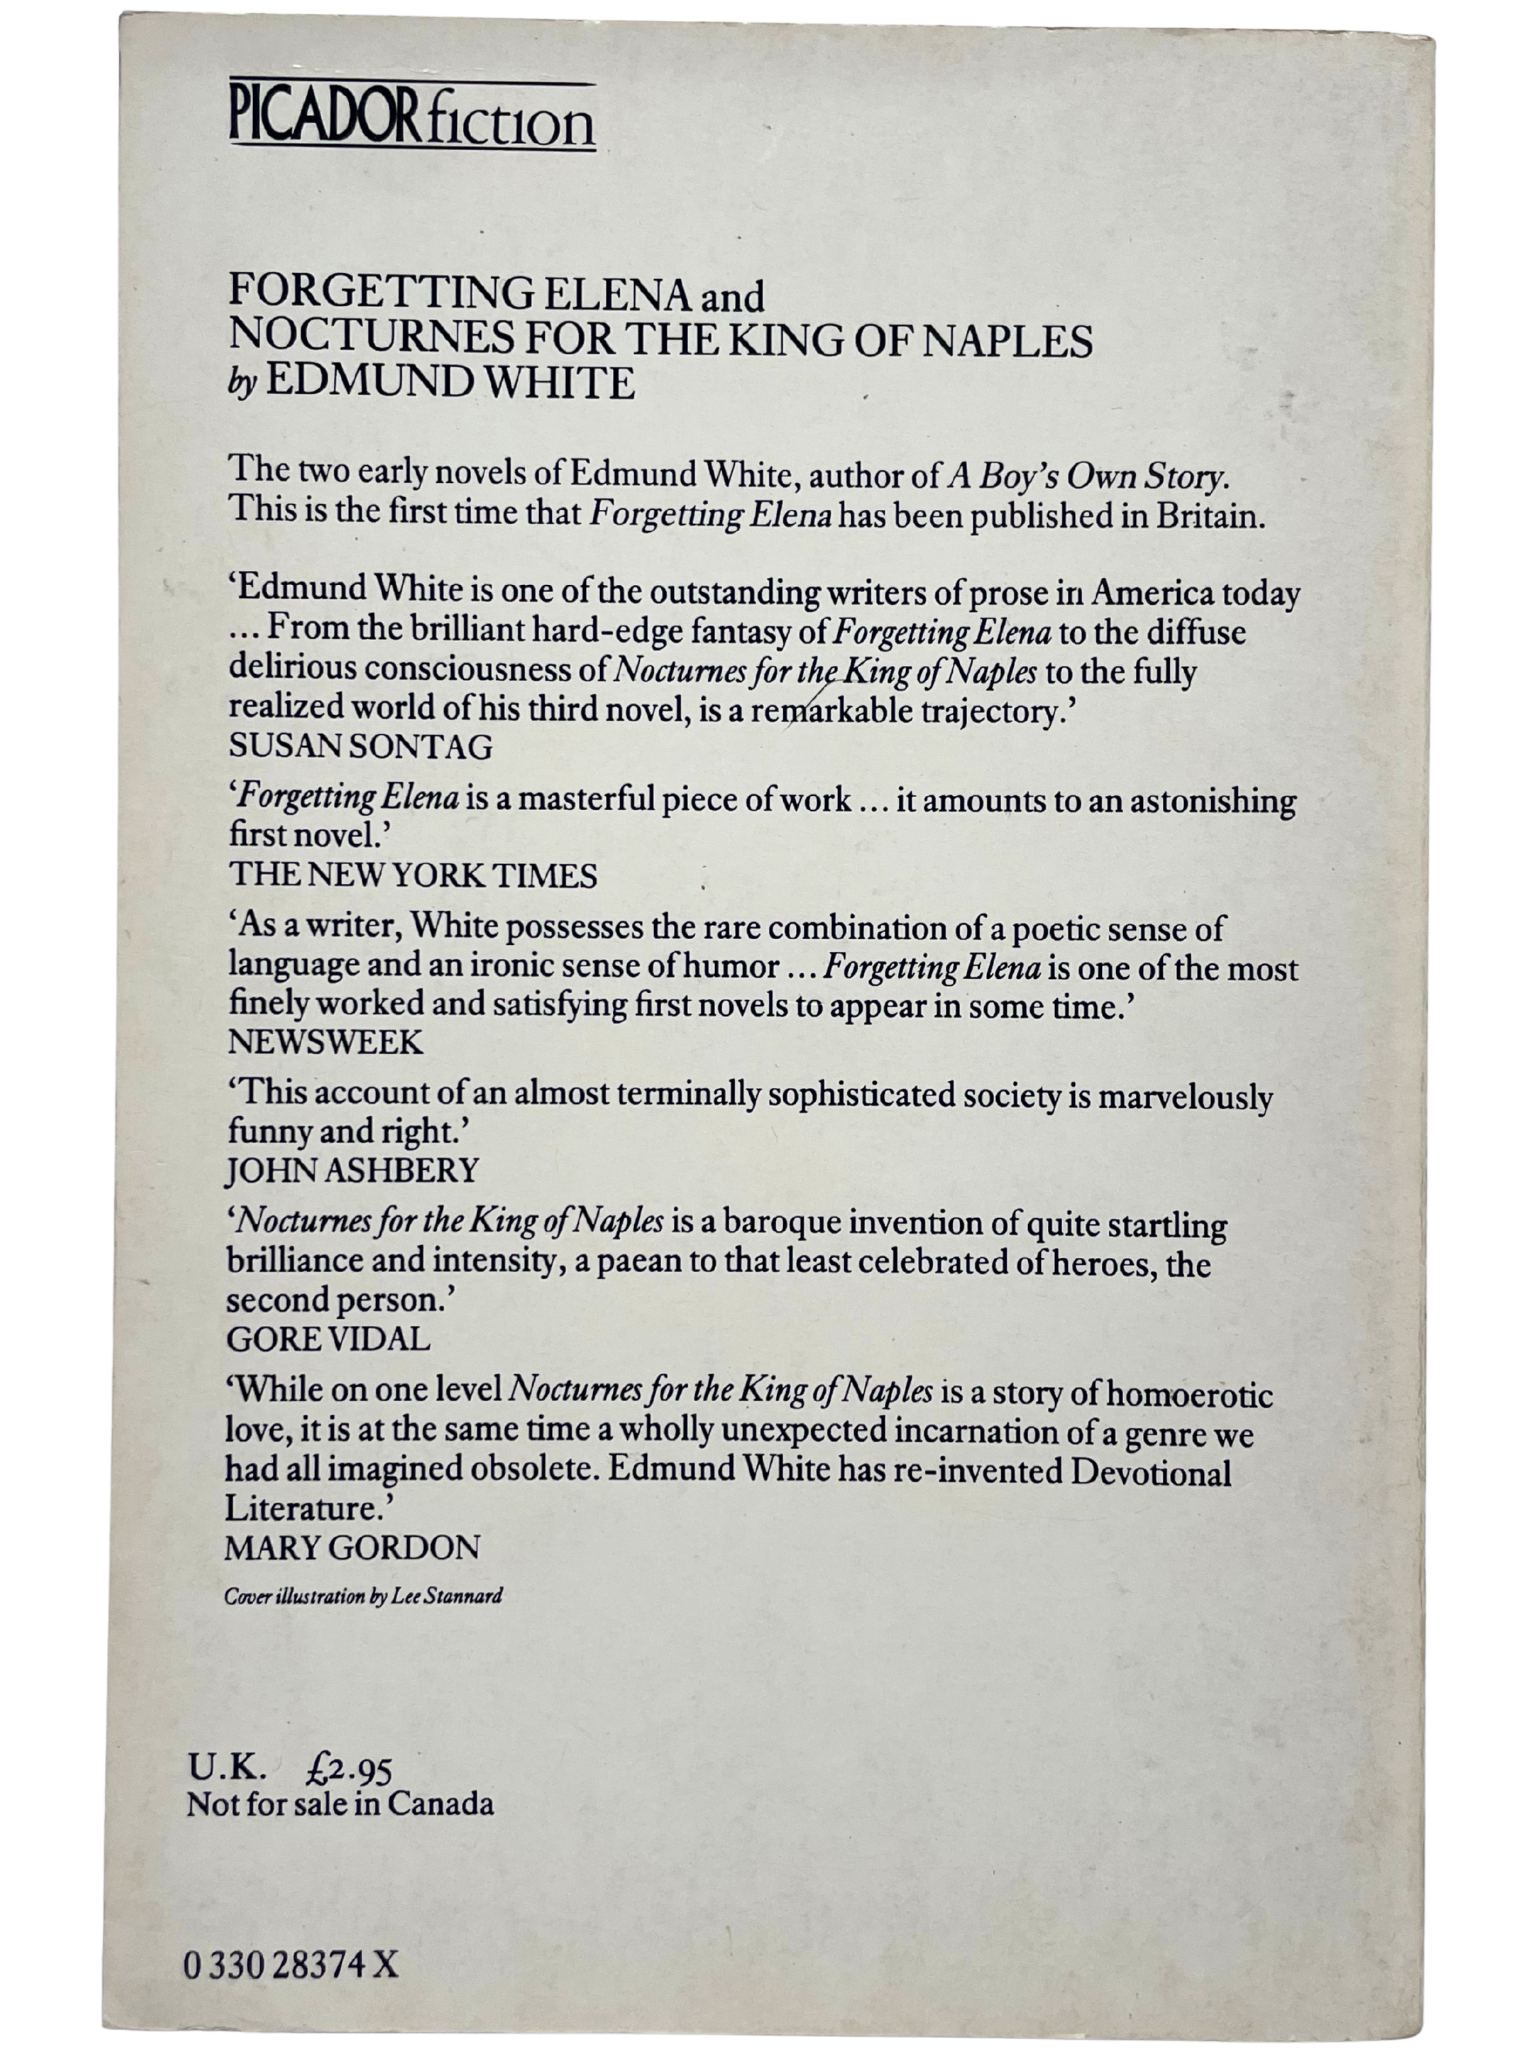 PICADOR fiction
FORGETTING ELENA and
NOCTURNES FOR THE KING OF NAPLES
by EDMUND WHITE
The two early novels of Edmund White, author of A Boy's Own Story.
This is the first time that Forgetting Elena has been published in Britain.
‘Edmund White is one of the outstanding writers of prose in America today
... From the brilliant hard-edge fantasy of Forgetting Elena to the diffuse
delirious consciousness of Nocturnes for the King of Naples to the fully
realized world of his third novel, is a remarkable trajectory.’
SUSAN SONTAG
‘Forgetting Elena is a masterful piece of work ... it amounts to an astonishing
first novel.’
THE NEW YORK TIMES
‘As a writer, White possesses the rare combination of a poetic sense of
language and an ironic sense of humor ... Forgetting Elena is one of the most
finely worked and satisfying first novels to appear in some time.’
NEWSWEEK
‘This account of an almost terminally sophisticated society is marvelously
funny and right.’
JOHN ASHBERY
‘Nocturnes for the King of Naples is a baroque invention of quite startling
brilliance and intensity, a paean to that least celebrated of heroes, the
second person.’
GORE VIDAL
‘While on one level Nocturnes for the King of Naples is a story of homoerotic
love, it is at the same time a wholly unexpected incarnation of a genre we
had all imagined obsolete. Edmund White has re-invented Devotional
Literature.’
MARY GORDON
Cover illustration by Lee Stannard
U.K. £2.95
Not for sale in Canada
0 330 28374 X